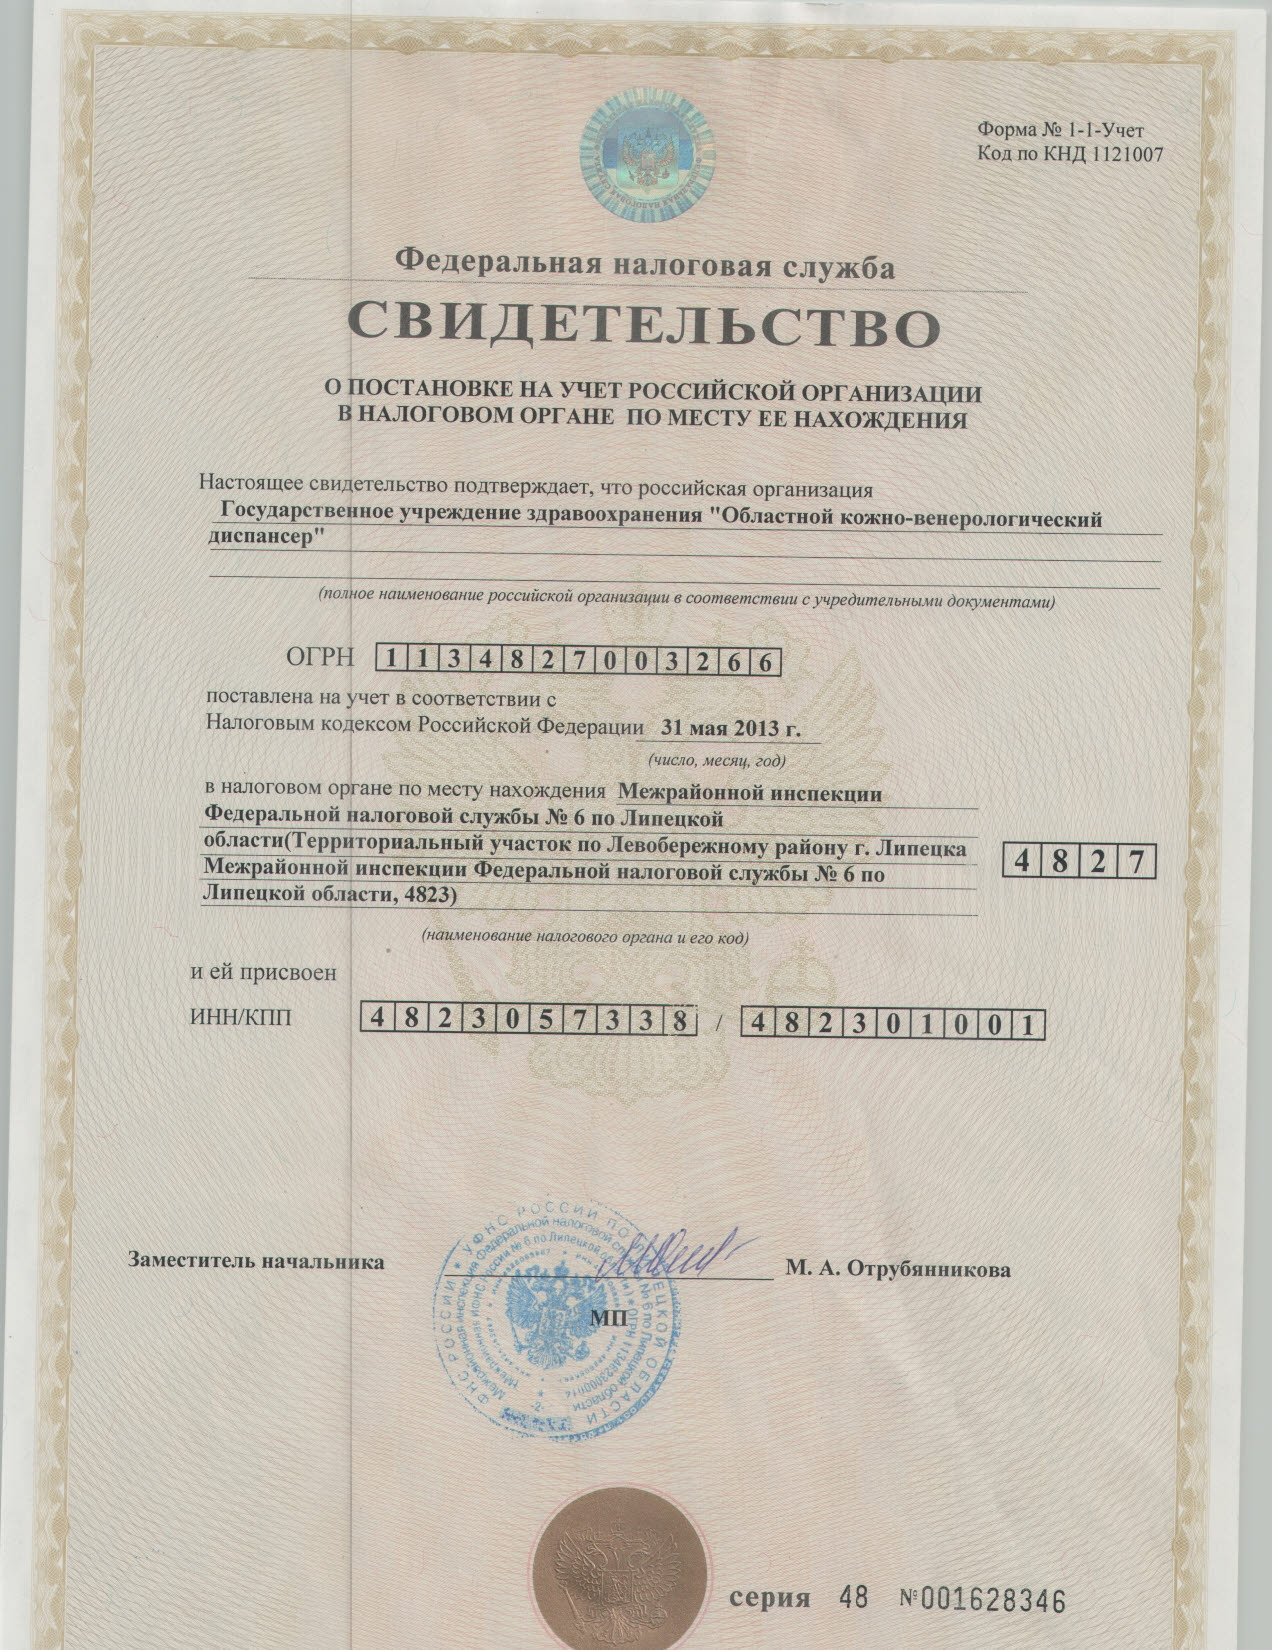 Форма № 1-1-Учет
Код по КНД 1121007
Федеральная налоговая служба
СВИДЕТЕЛЬСТВО
О ПОСТАНОВКЕ НА УЧЕТ РОССИЙСКОЙ ОРГАНИЗАЦИИ
В НАЛОГОВОМ ОРГАНЕ ПО МЕСТУ ЕЕ НАХОЖДЕНИЯ
Настоящее свидетельство подтверждает, что российская организация
Государственное учреждение здравоохранения "Областной кожно-венерологический
диспансер"
(полное наименование российской организации в соответствии с учредительными документами)
ОГРН 1134827003266
поставлена на учет в соответствии с
Налоговым кодексом Российской Федерации 31 мая 2013 г.
(число, месяц, год)
в налоговом органе по месту нахождения Межрайонной инспекции
Федеральной налоговой службы № 6 по Липецкой
области(Территориальный участок по Левобережному району г. Липецка
Межрайонной инспекции Федеральной налоговой службы № 6 по
Липецкой области, 4823)
4827
(наименование налогового органа и его код)
и ей присвоен
ИНН/КПП 4823057338 / 482301001
Заместитель начальника М. А. Отрубянникова
МП
серия 48 №001628346